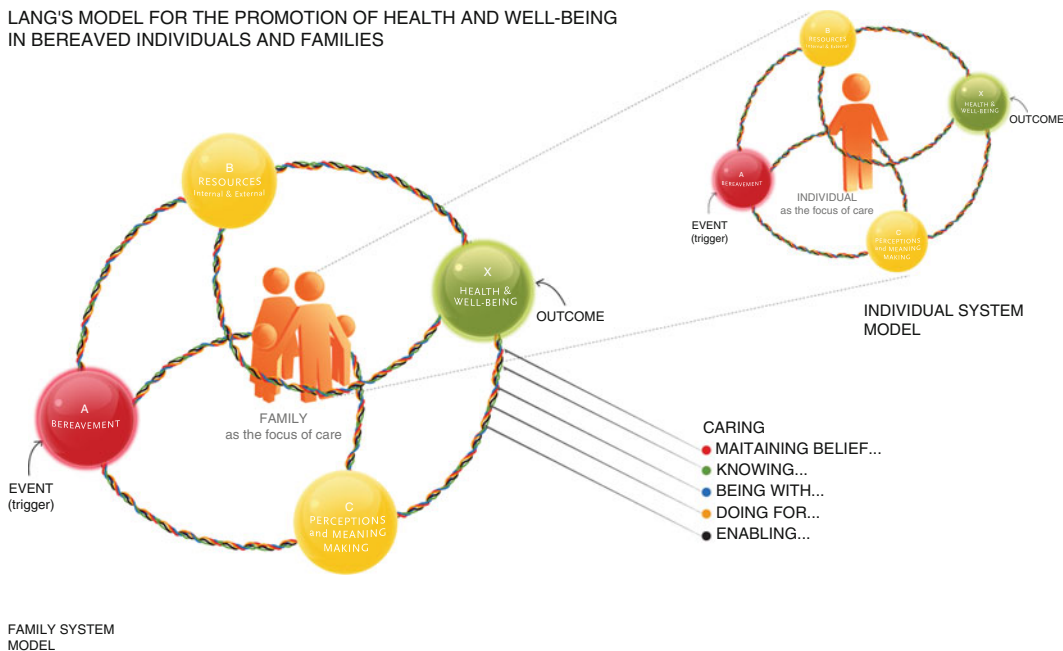 LANG'S MODEL FOR THE PROMOTION OF HEALTH AND WELL-BEING
IN BEREAVED INDIVIDUALS AND FAMILIES
B
RESOURCES
Internal & External
X
HEALTH &
WELL-BEING
OUTCOME
A
BEREAVEMENT
EVENT
(trigger)
FAMILY
as the focus of care
C
PERCEPTIONS
and MEANING
MAKING
FAMILY SYSTEM
MODEL
B
RESOURCES
Internal & External
X
HEALTH &
WELL-BEING
OUTCOME
A
BEREAVEMENT
EVENT
(trigger)
INDIVIDUAL
as the focus of care
C
PERCEPTIONS
and MEANING
MAKING
INDIVIDUAL SYSTEM
MODEL
CARING
MAITAINING BELIEF...
KNOWING...
BEING WITH...
DOING FOR...
ENABLING...